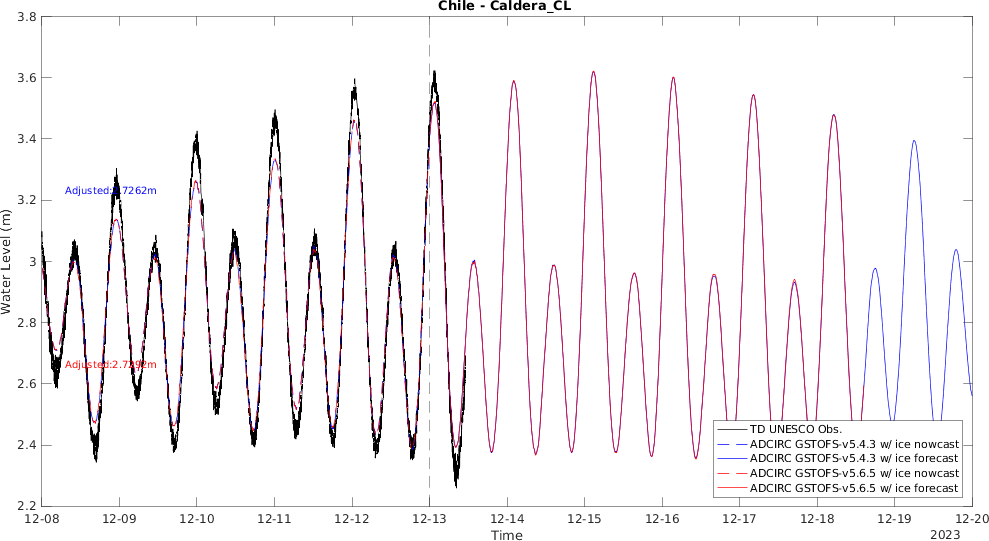 Chile - Caldera_CL
3.8
3.6
3.4
3.2
3
2.8
2.6
2.4
2.2
Water Level (m)
Adjusted:2.7262m
Adjusted:2.7392m
TD UNESCO Obs.
ADCIRC GSTOFS-v5.4.3 w/ ice nowcast
ADCIRC GSTOFS-v5.4.3 w/ ice forecast
ADCIRC GSTOFS-v5.6.5 w/ ice nowcast
ADCIRC GSTOFS-v5.6.5 w/ ice forecast
12-08 12-09 12-10 12-11 12-12 12-13 12-14 12-15 12-16 12-17 12-18 12-19 12-20
Time
2023